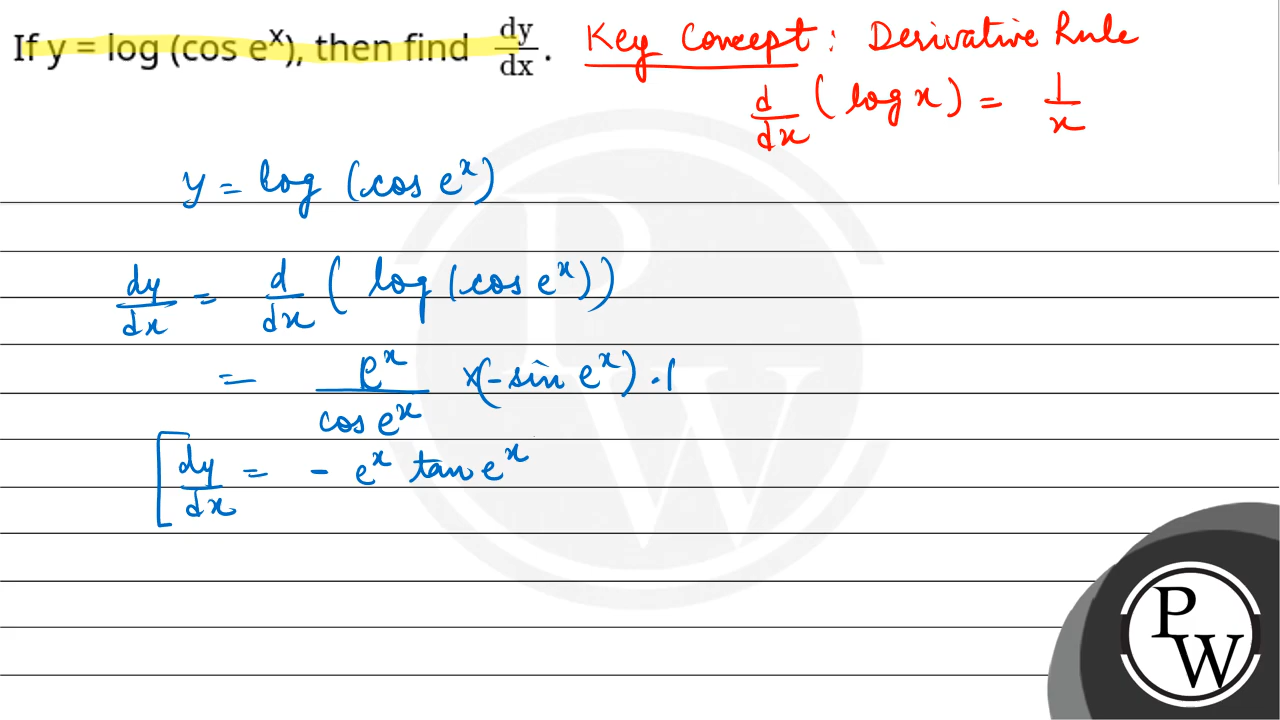 If y = log (cos eˣ), then find dy/dx.
Key Concept: Derivative Rule
d/dx (log x) = 1/x
y = log (cos eˣ)
dy/dx = d/dx (log (cos eˣ))
= eˣ/cos eˣ × (- sin eˣ) . 1
dy/dx = - eˣ tan eˣ
PW
PW